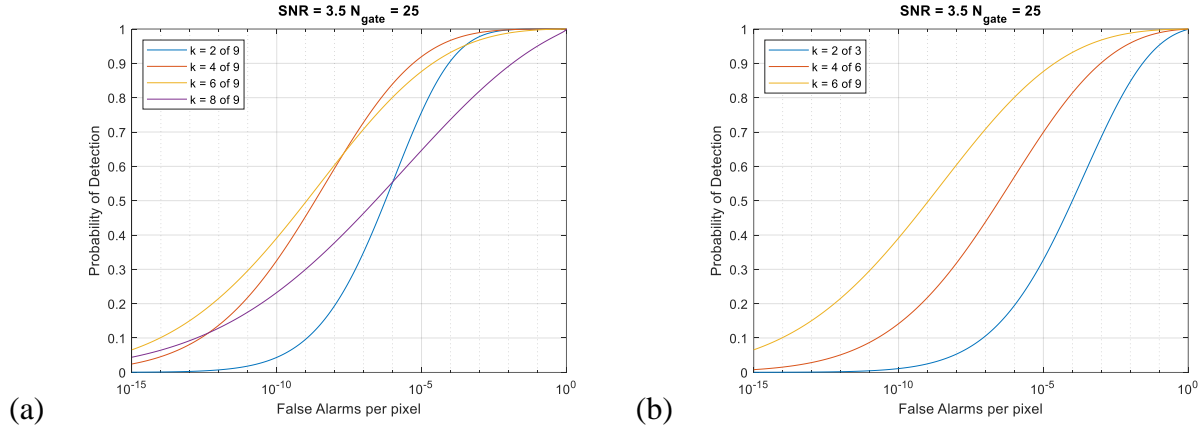 SNR = 3.5 N_gate = 25
k = 2 of 9
k = 4 of 9
k = 6 of 9
k = 8 of 9
1
0.9
0.8
0.7
0.6
0.5
0.4
0.3
0.2
0.1
0
Probability of Detection
10^-15
10^-10
10^-5
10^0
False Alarms per pixel
(a)
SNR = 3.5 N_gate = 25
k = 2 of 3
k = 4 of 6
k = 6 of 9
1
0.9
0.8
0.7
0.6
0.5
0.4
0.3
0.2
0.1
0
Probability of Detection
10^-15
10^-10
10^-5
10^0
False Alarms per pixel
(b)